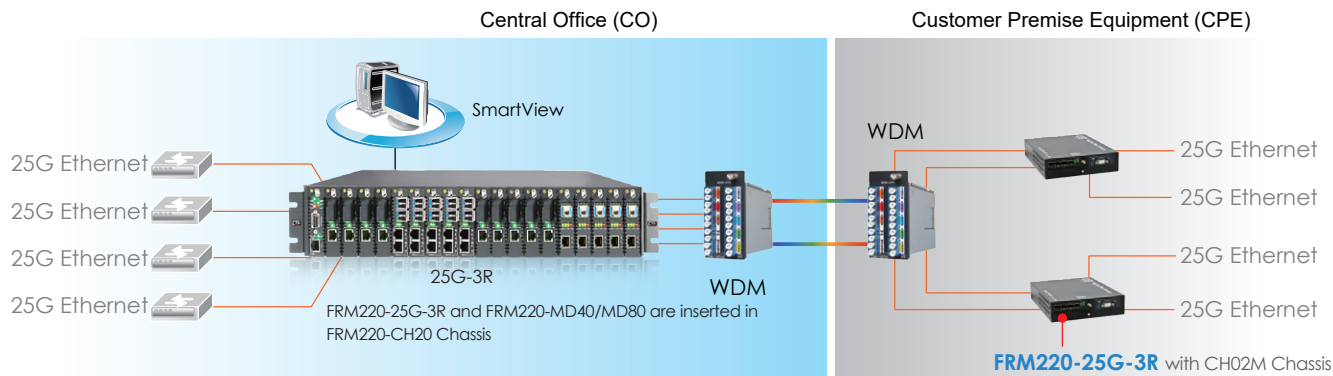 Central Office (CO)
Customer Premise Equipment (CPE)
SmartView
WDM
25G Ethernet
25G Ethernet
25G Ethernet
25G Ethernet
25G-3R
FRM220-25G-3R and FRM220-MD40/MD80 are inserted in
FRM220-CH20 Chassis
WDM
25G Ethernet
25G Ethernet
25G Ethernet
25G Ethernet
FRM220-25G-3R with CH02M Chassis